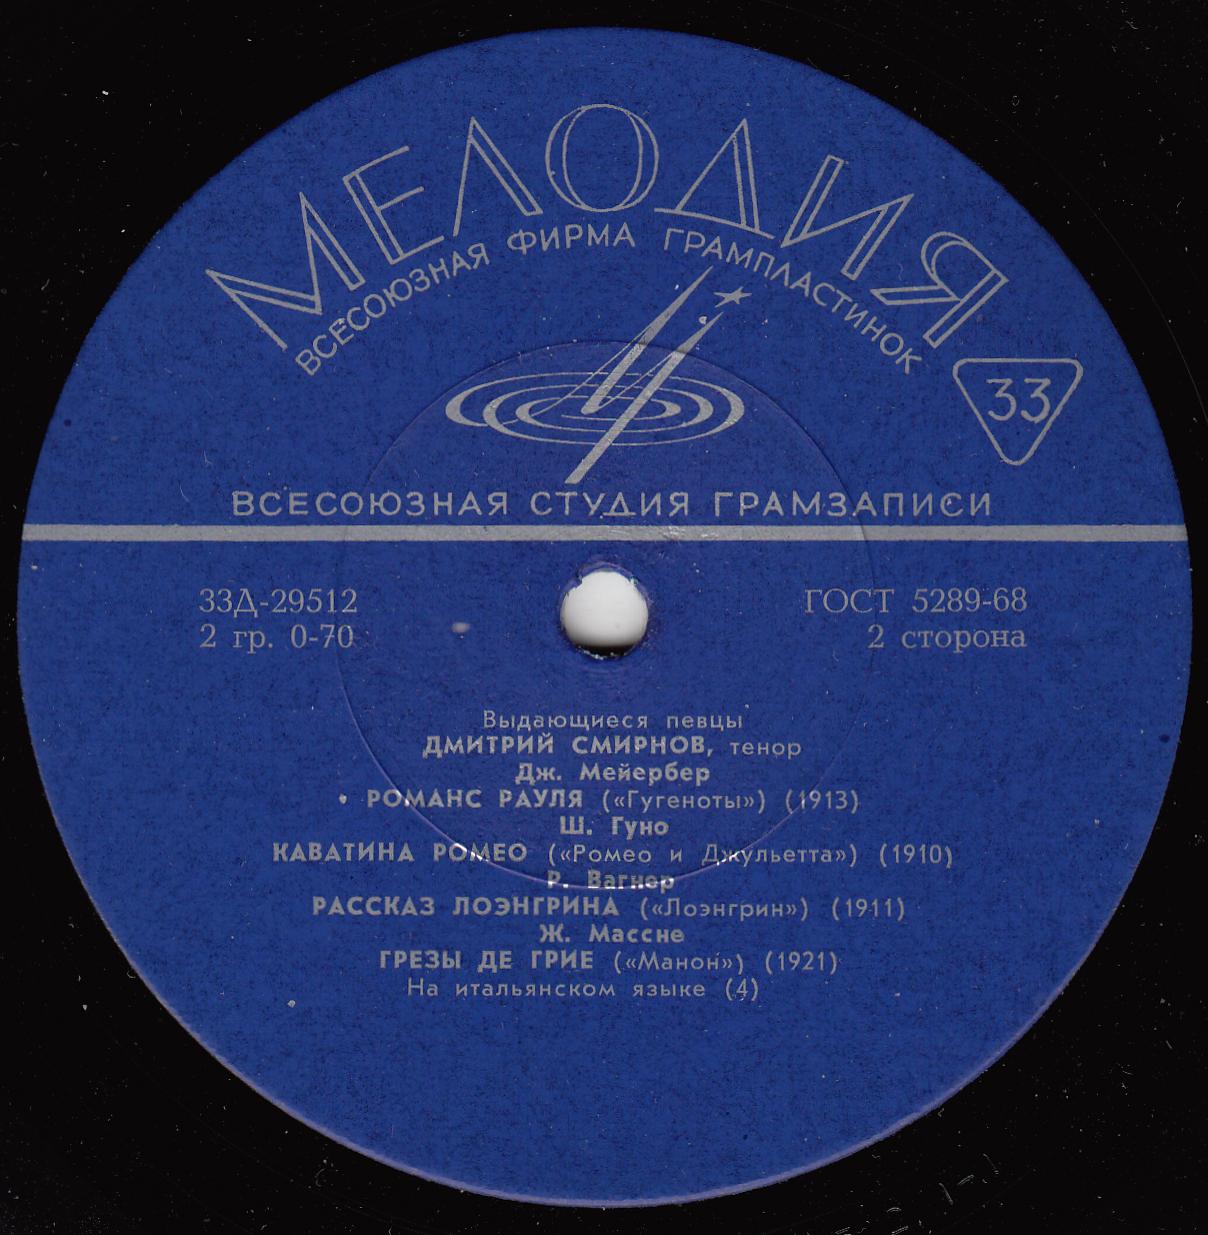 МЕЛОДИЯ
ВСЕСОЮЗНАЯ ФИРМА ГРАМПЛАСТИНОК
33
ВСЕСОЮЗНАЯ СТУДИЯ ГРАМЗАПИСИ
33Д-29512
ГОСТ 5289-68
2 гр. 0-70
2 сторона
Выдающиеся певцы
ДМИТРИЙ СМИРНОВ, тенор
Дж. Мейербер
РОМАНС РАУЛЯ («Гугеноты») (1913)
Ш. Гуно
КАВАТИНА РОМЕО («Ромео и Джульетта») (1910)
Р. Вагнер
РАССКАЗ ЛОЭНГРИНА («Лоэнгрин») (1911)
Ж. Массне
ГРЕЗЫ ДЕ ГРИЕ («Манон») (1921)
На итальянском языке (4)